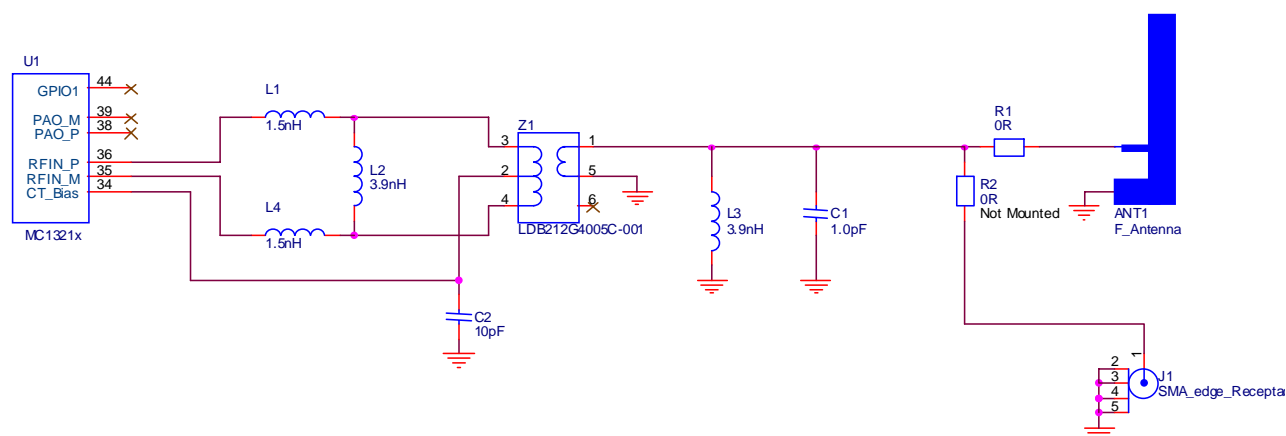 U1
GPIO1
44
PAO_M
39
PAO_P
38
RFIN_P
36
RFIN_M
35
CT_Bias
34
MC1321x
L1
1.5nH
L2
3.9nH
L4
1.5nH
C2
10pF
Z1
3
2
4
1
5
6
LDB212G4005C-001
L3
3.9nH
C1
1.0pF
R1
0R
R2
0R
Not Mounted
ANT1
F_Antenna
J1
SMA_edge_Receptac
1
2
3
4
5